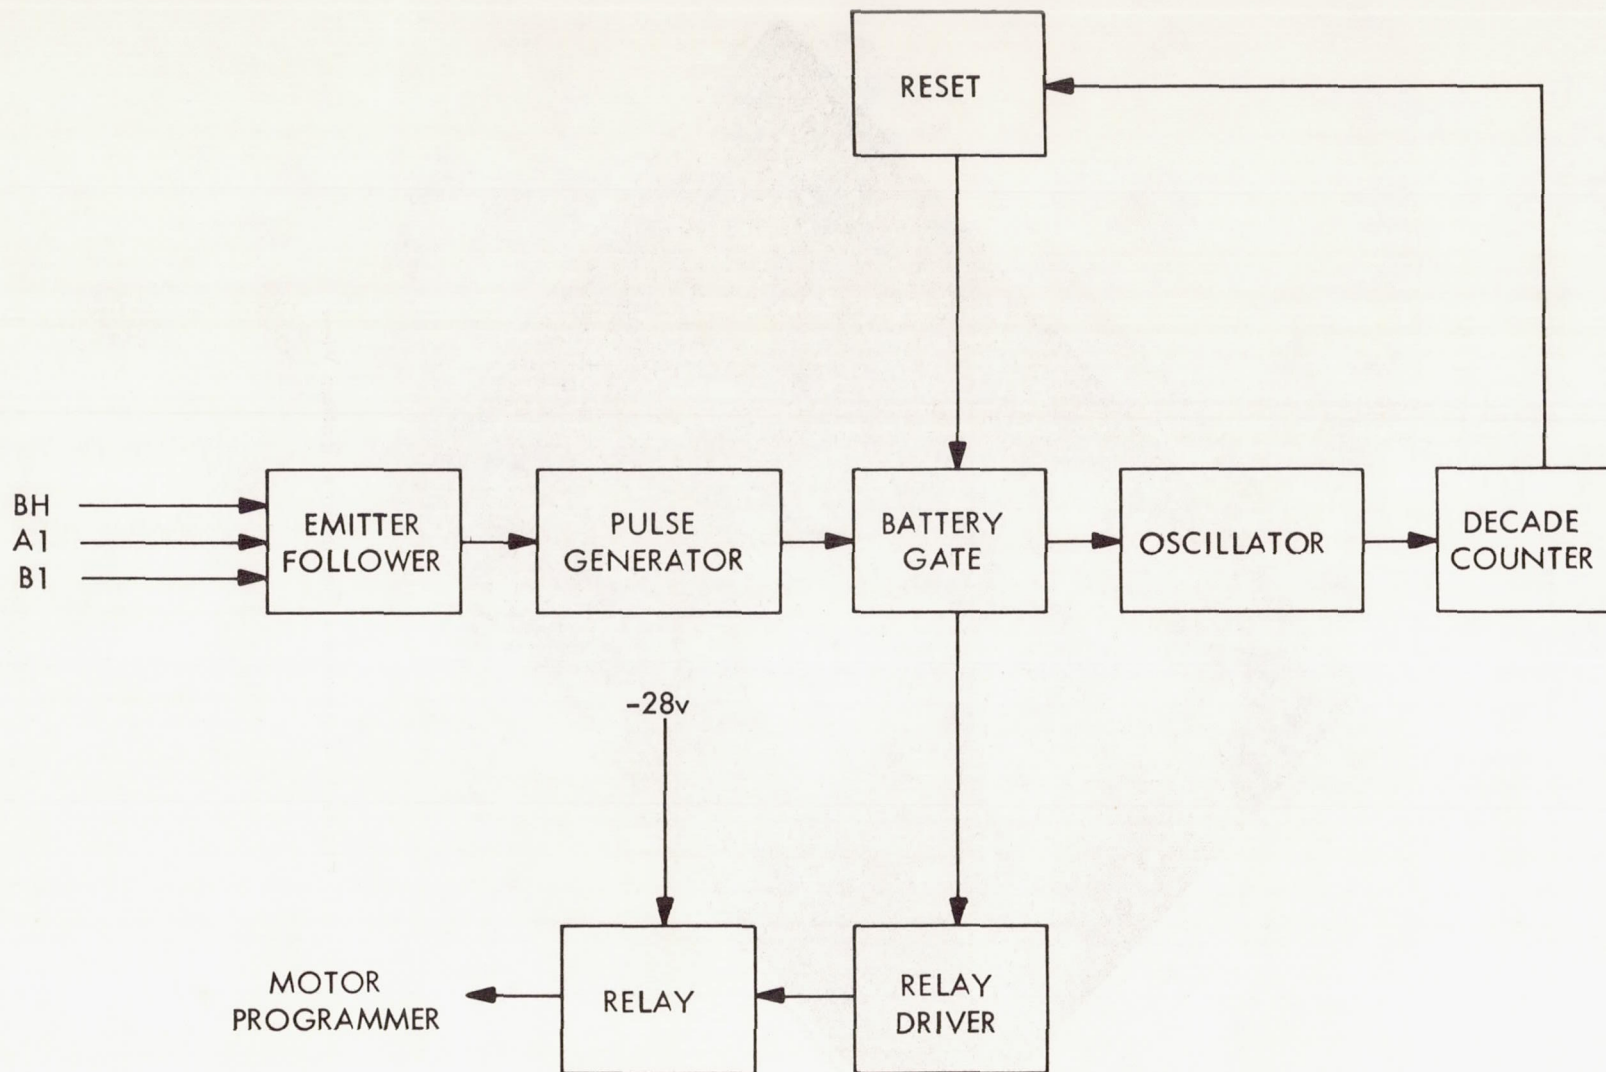 RESET
BH
A1
B1
EMITTER
FOLLOWER
PULSE
GENERATOR
BATTERY
GATE
OSCILLATOR
DECADE
COUNTER
-28v
MOTOR
PROGRAMMER
RELAY
RELAY
DRIVER